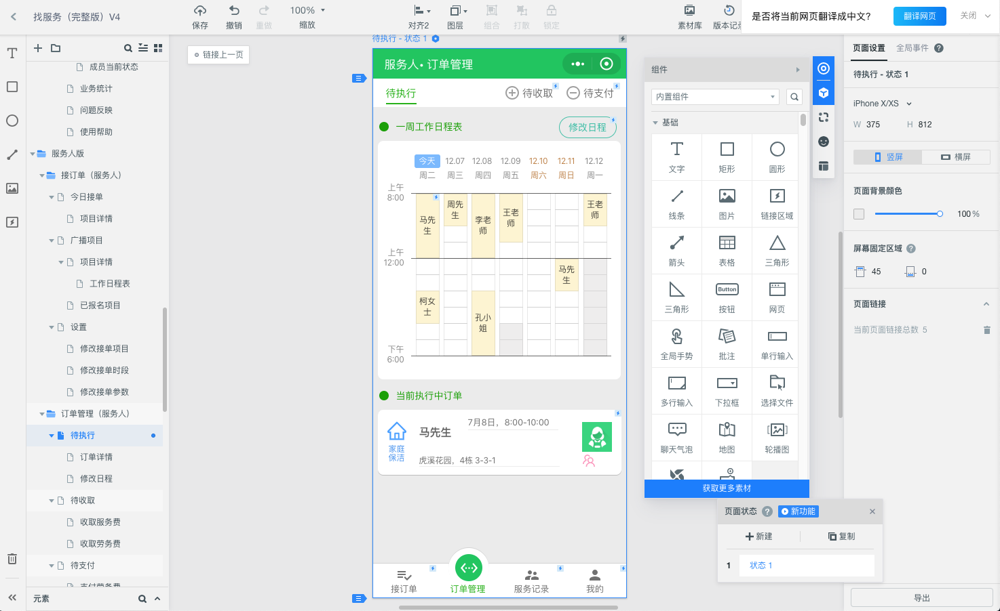 找服务（完整版）V4
保存
撤销
重做
100%
缩放
对齐2
图层
组合
打散
锁定
素材库
版本记
是否将当前网页翻译成中文?
翻译网页
关闭
成员当前状态
业务统计
问题反映
使用帮助
服务人版
接订单（服务人）
今日接单
项目详情
广播项目
项目详情
工作日程表
已报名项目
设置
修改接单项目
修改接单时段
修改接单参数
订单管理（服务人）
待执行
订单详情
修改日程
待收取
收取服务费
收取劳务费
待支付
元素
链接上一页
待执行 - 状态 1
服务人• 订单管理
待执行
待收取
待支付
一周工作日程表
修改日程
今天 12.07 12.08 12.09 12.10 12.11 12.12
周二 周三 周四 周五 周六 周日 周一
上午
8:00
上午
12:00
下午
6:00
马先
生
周先
生
李老
师
王老
师
王老
师
马先
生
柯女
士
孔小
姐
当前执行中订单
家庭
保洁
马先生
7月8日，8:00-10:00
虎溪花园，4栋 3-3-1
接订单
订单管理
服务记录
我的
组件
内置组件
基础
文字
矩形
圆形
线条
图片
链接区域
箭头
表格
三角形
三角形
Button
按钮
网页
全局手势
批注
单行输入
多行输入
下拉框
选择文件
聊天气泡
地图
轮播图
获取更多素材
页面状态 ?
新功能
新建
复制
1
状态 1
页面设置
全局事件 ?
待执行 - 状态 1
iPhone X/XS
W 375
H 812
竖屏
横屏
页面背景颜色
100 %
屏幕固定区域 ?
45
0
页面链接
当前页面链接总数 5
导出